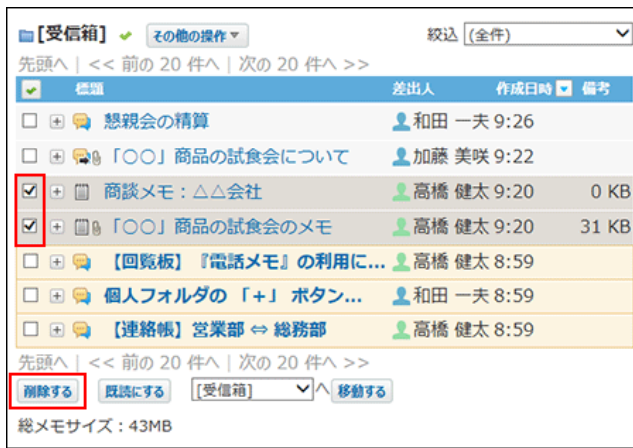 [受信箱] その他の操作 絞込 (全件)
先頭へ | << 前の 20 件へ | 次の 20 件へ >>
標題 差出人 作成日時 備考
懇親会の精算 和田 一夫 9:26
「○○」商品の試食会について 加藤 美咲 9:22
商談メモ:△△会社 高橋 健太 9:20 0 KB
「○○」商品の試食会のメモ 高橋 健太 9:20 31 KB
【回覧板】『電話メモ』の利用に... 高橋 健太 8:59
個人フォルダの 「+」 ボタン... 和田 一夫 8:59
【連絡帳】営業部 ⇔ 総務部 高橋 健太 8:59
先頭へ | << 前の 20 件へ | 次の 20 件へ >>
削除する 既読にする [受信箱] へ 移動する
総メモサイズ:43MB